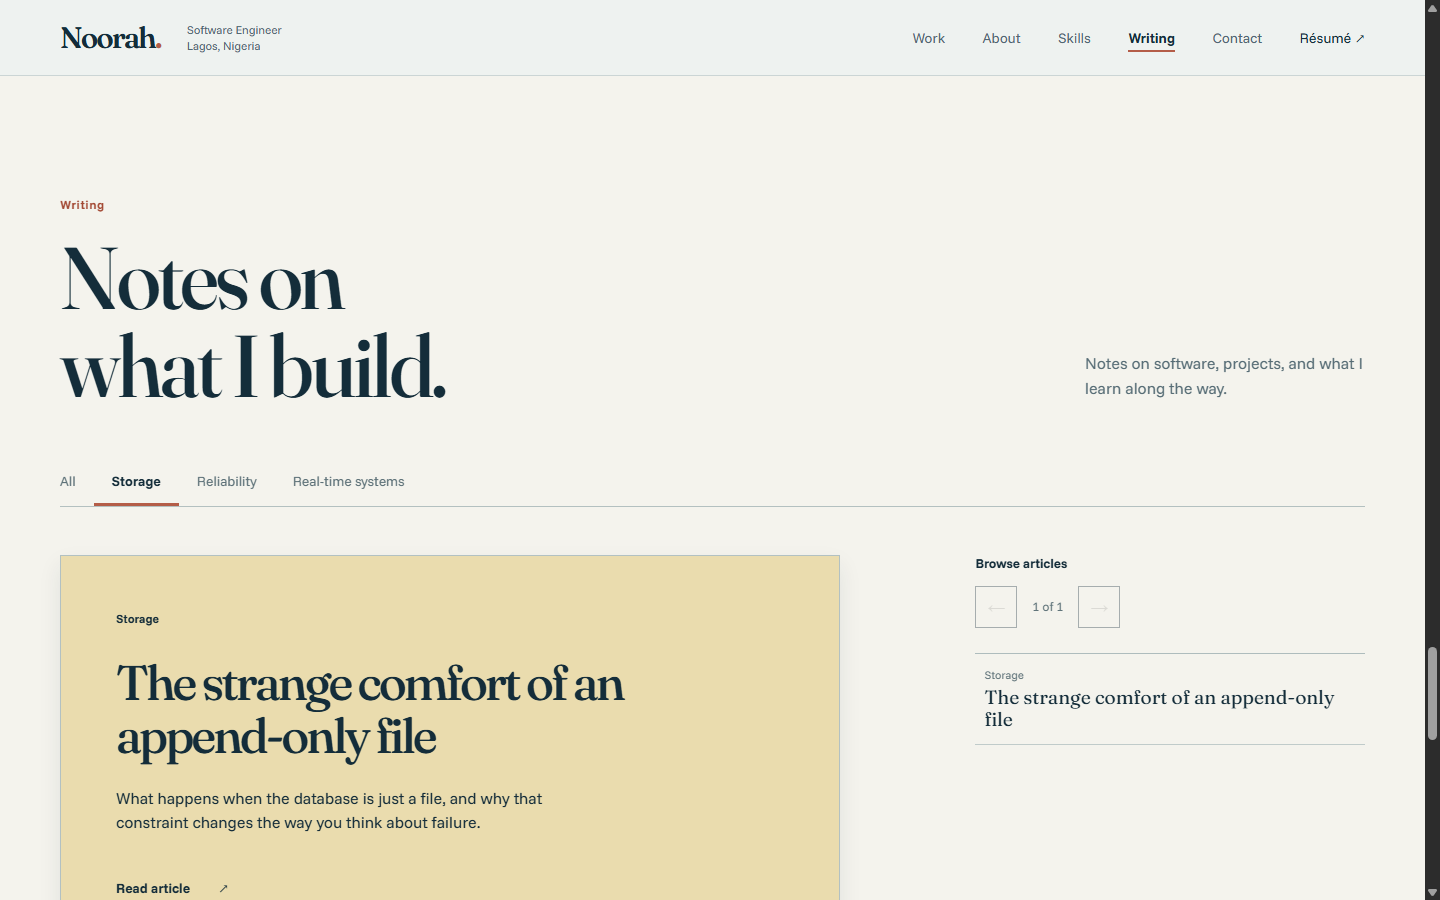 Noorah.
Software Engineer
Lagos, Nigeria
Work
About
Skills
Writing
Contact
Résumé ↗
Writing
Notes on
what I build.
Notes on software, projects, and what I
learn along the way.
All
Storage
Reliability
Real-time systems
Storage
The strange comfort of an
append-only file
What happens when the database is just a file, and why that
constraint changes the way you think about failure.
Read article ↗
Browse articles
← 1 of 1 →
Storage
The strange comfort of an append-only
file